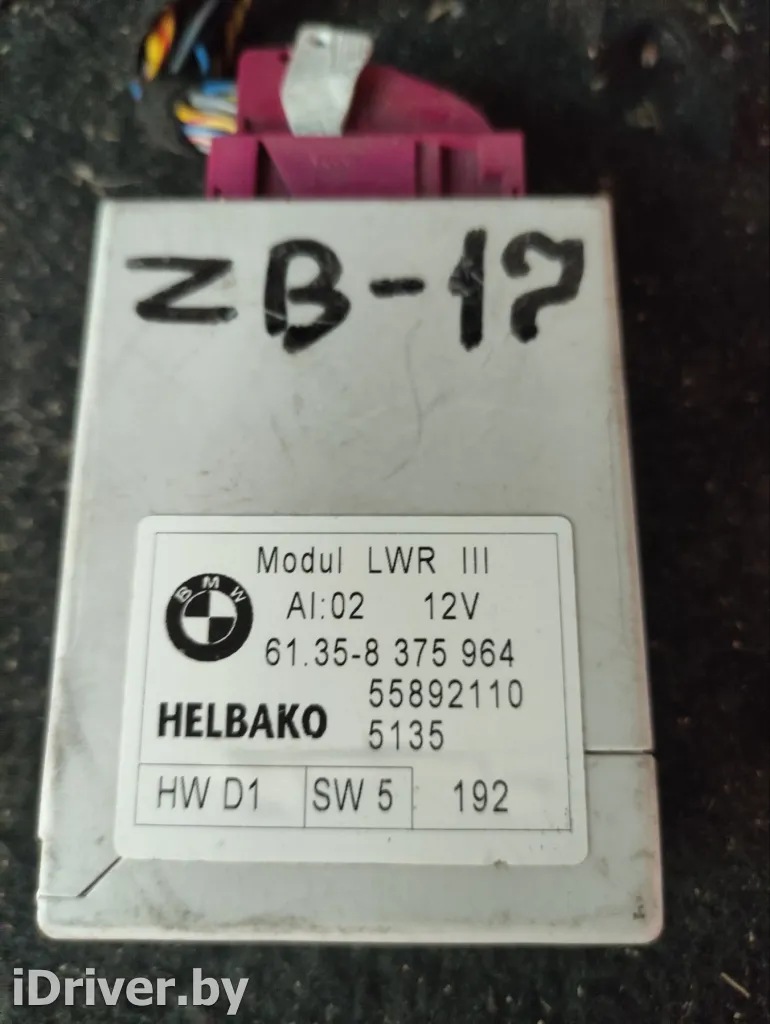 ZB-17
Modul LWR III
BMW
AI:02 12V
61.35-8 375 964
55892110
HELBAKO
5135
HW D1 SW 5 192
iDriver.by